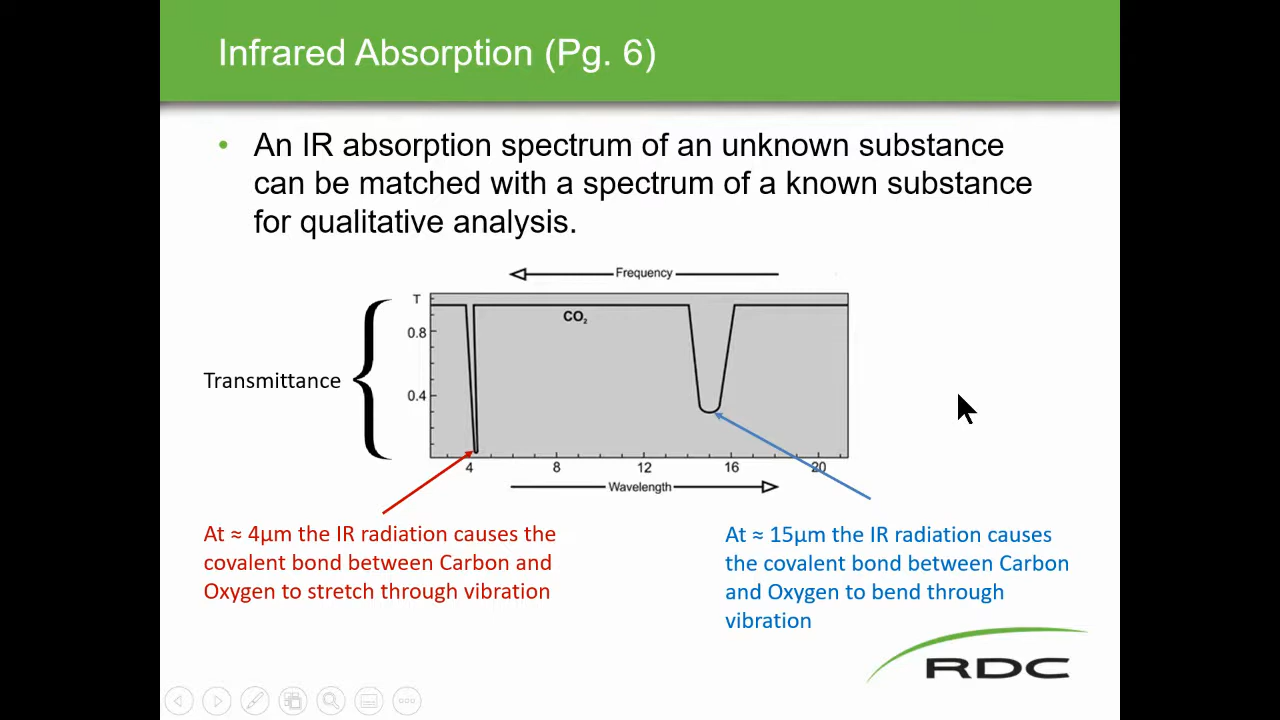 Infrared Absorption (Pg. 6)
• An IR absorption spectrum of an unknown substance
can be matched with a spectrum of a known substance
for qualitative analysis.
Frequency
T
CO₂
0.8
Transmittance
0.4
4 8 12 16 20
Wavelength
At ≈ 4µm the IR radiation causes the
covalent bond between Carbon and
Oxygen to stretch through vibration
At ≈ 15µm the IR radiation causes
the covalent bond between Carbon
and Oxygen to bend through
vibration
RDC